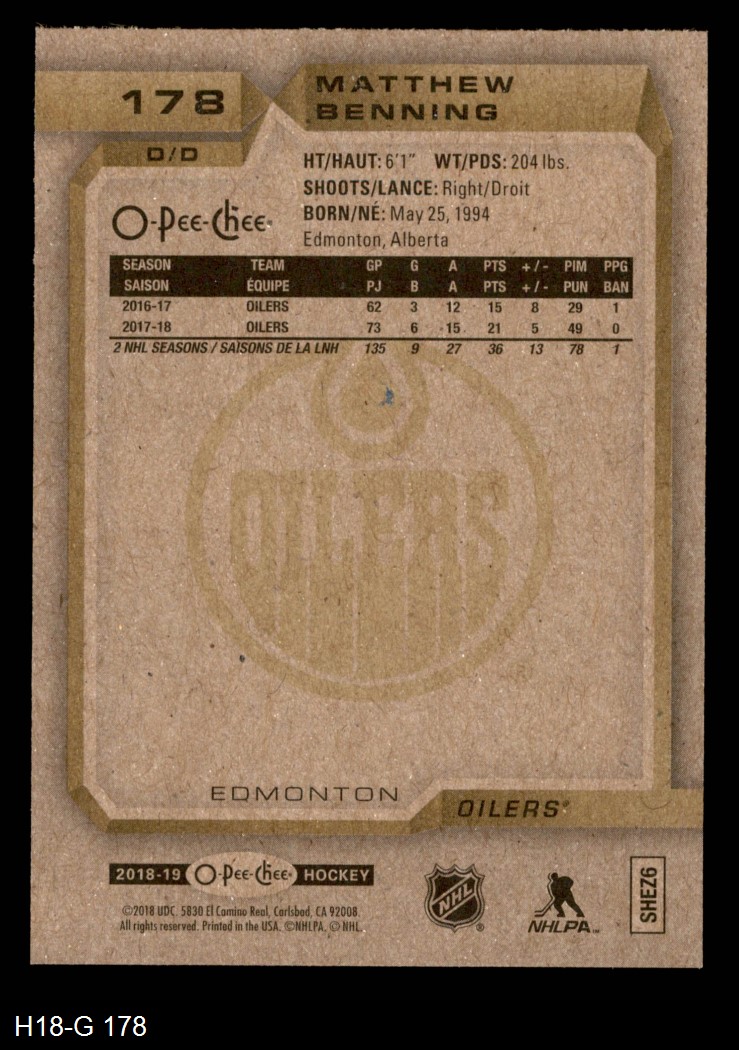 178
MATTHEW
BENNING
D/D
HT/HAUT: 6'1" WT/PDS: 204 lbs.
SHOOTS/LANCE: Right/Droit
BORN/NÉ: May 25, 1994
Edmonton, Alberta
O-PEE-CHEE
SEASON TEAM GP G A PTS +/- PIM PPG
SAISON ÉQUIPE PJ B A PTS +/- PUN BAN
2016-17 OILERS 62 3 12 15 8 29 1
2017-18 OILERS 73 6 15 21 5 49 0
2 NHL SEASONS / SAISONS DE LA LNH 135 9 27 36 13 78 1
OILERS
EDMONTON
OILERS
2018-19 O-PEE-CHEE HOCKEY
©2018 UDC. 5830 El Camino Real, Carlsbad, CA 92008.
All rights reserved. Printed in the USA. ©NHLPA, © NHL.
NHL®
NHLPA™
SHEZ6
H18-G 178